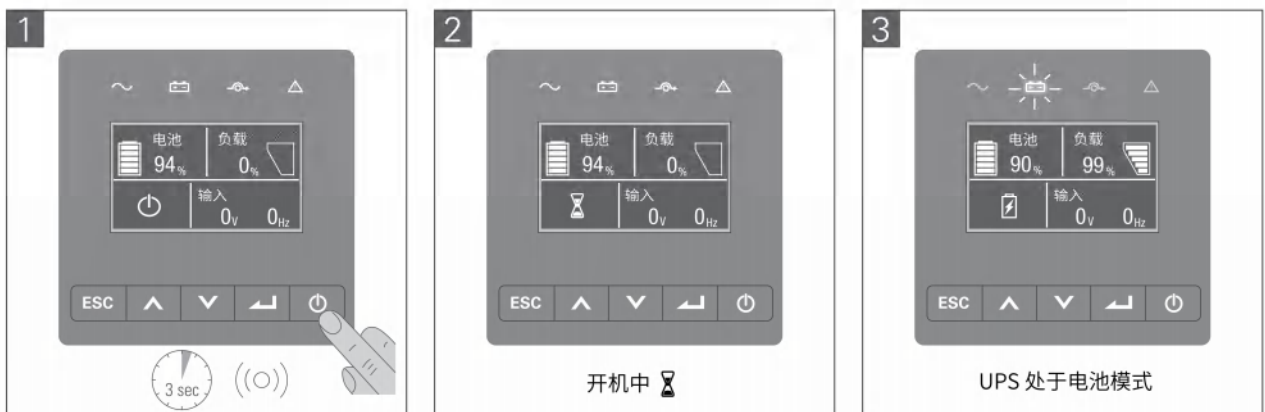 1
电池 负载
94% 0%
输入
0V 0Hz
ESC
3 sec
2
电池 负载
94% 0%
输入
0V 0Hz
ESC
开机中
3
电池 负载
90% 99%
输入
0V 0Hz
ESC
UPS 处于电池模式